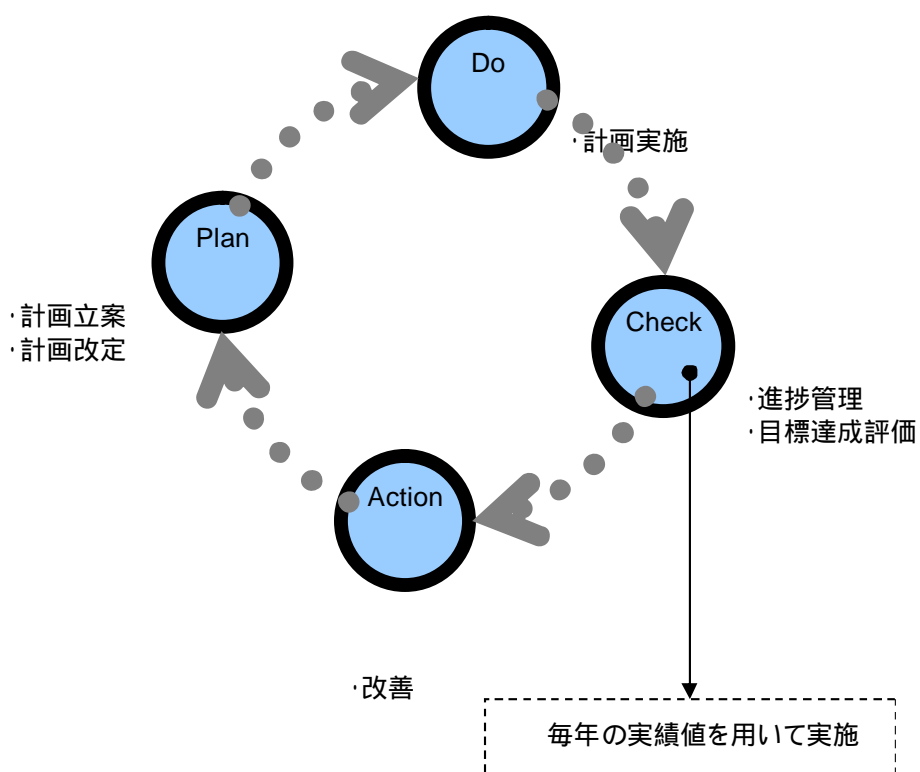 Do
・計画実施
Plan
・計画立案
・計画改定
Check
・進捗管理
・目標達成評価
Action
・改善
毎年の実績値を用いて実施